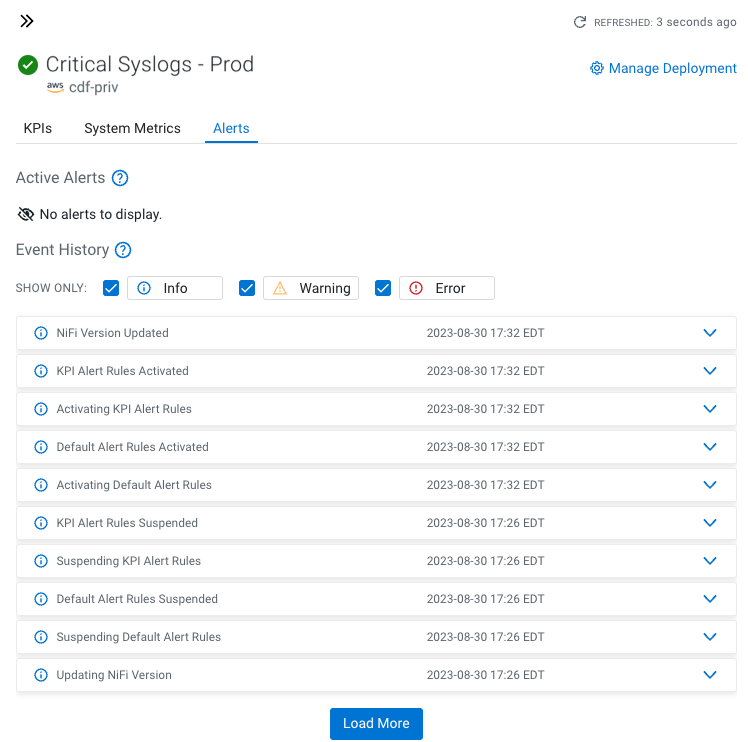 REFRESHED: 3 seconds ago
Critical Syslogs - Prod
aws cdf-priv
Manage Deployment
KPIs System Metrics Alerts
Active Alerts ?
No alerts to display.
Event History ?
SHOW ONLY: Info Warning Error
NiFi Version Updated 2023-08-30 17:32 EDT
KPI Alert Rules Activated 2023-08-30 17:32 EDT
Activating KPI Alert Rules 2023-08-30 17:32 EDT
Default Alert Rules Activated 2023-08-30 17:32 EDT
Activating Default Alert Rules 2023-08-30 17:32 EDT
KPI Alert Rules Suspended 2023-08-30 17:26 EDT
Suspending KPI Alert Rules 2023-08-30 17:26 EDT
Default Alert Rules Suspended 2023-08-30 17:26 EDT
Suspending Default Alert Rules 2023-08-30 17:26 EDT
Updating NiFi Version 2023-08-30 17:26 EDT
Load More